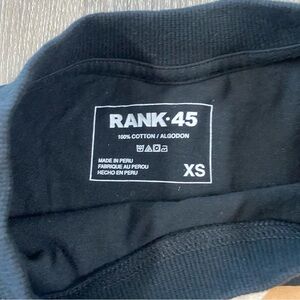 RANK·45
100% COTTON / ALGODON
MADE IN PERU
FABRIQUE AU PEROU
HECHO EN PERU
XS